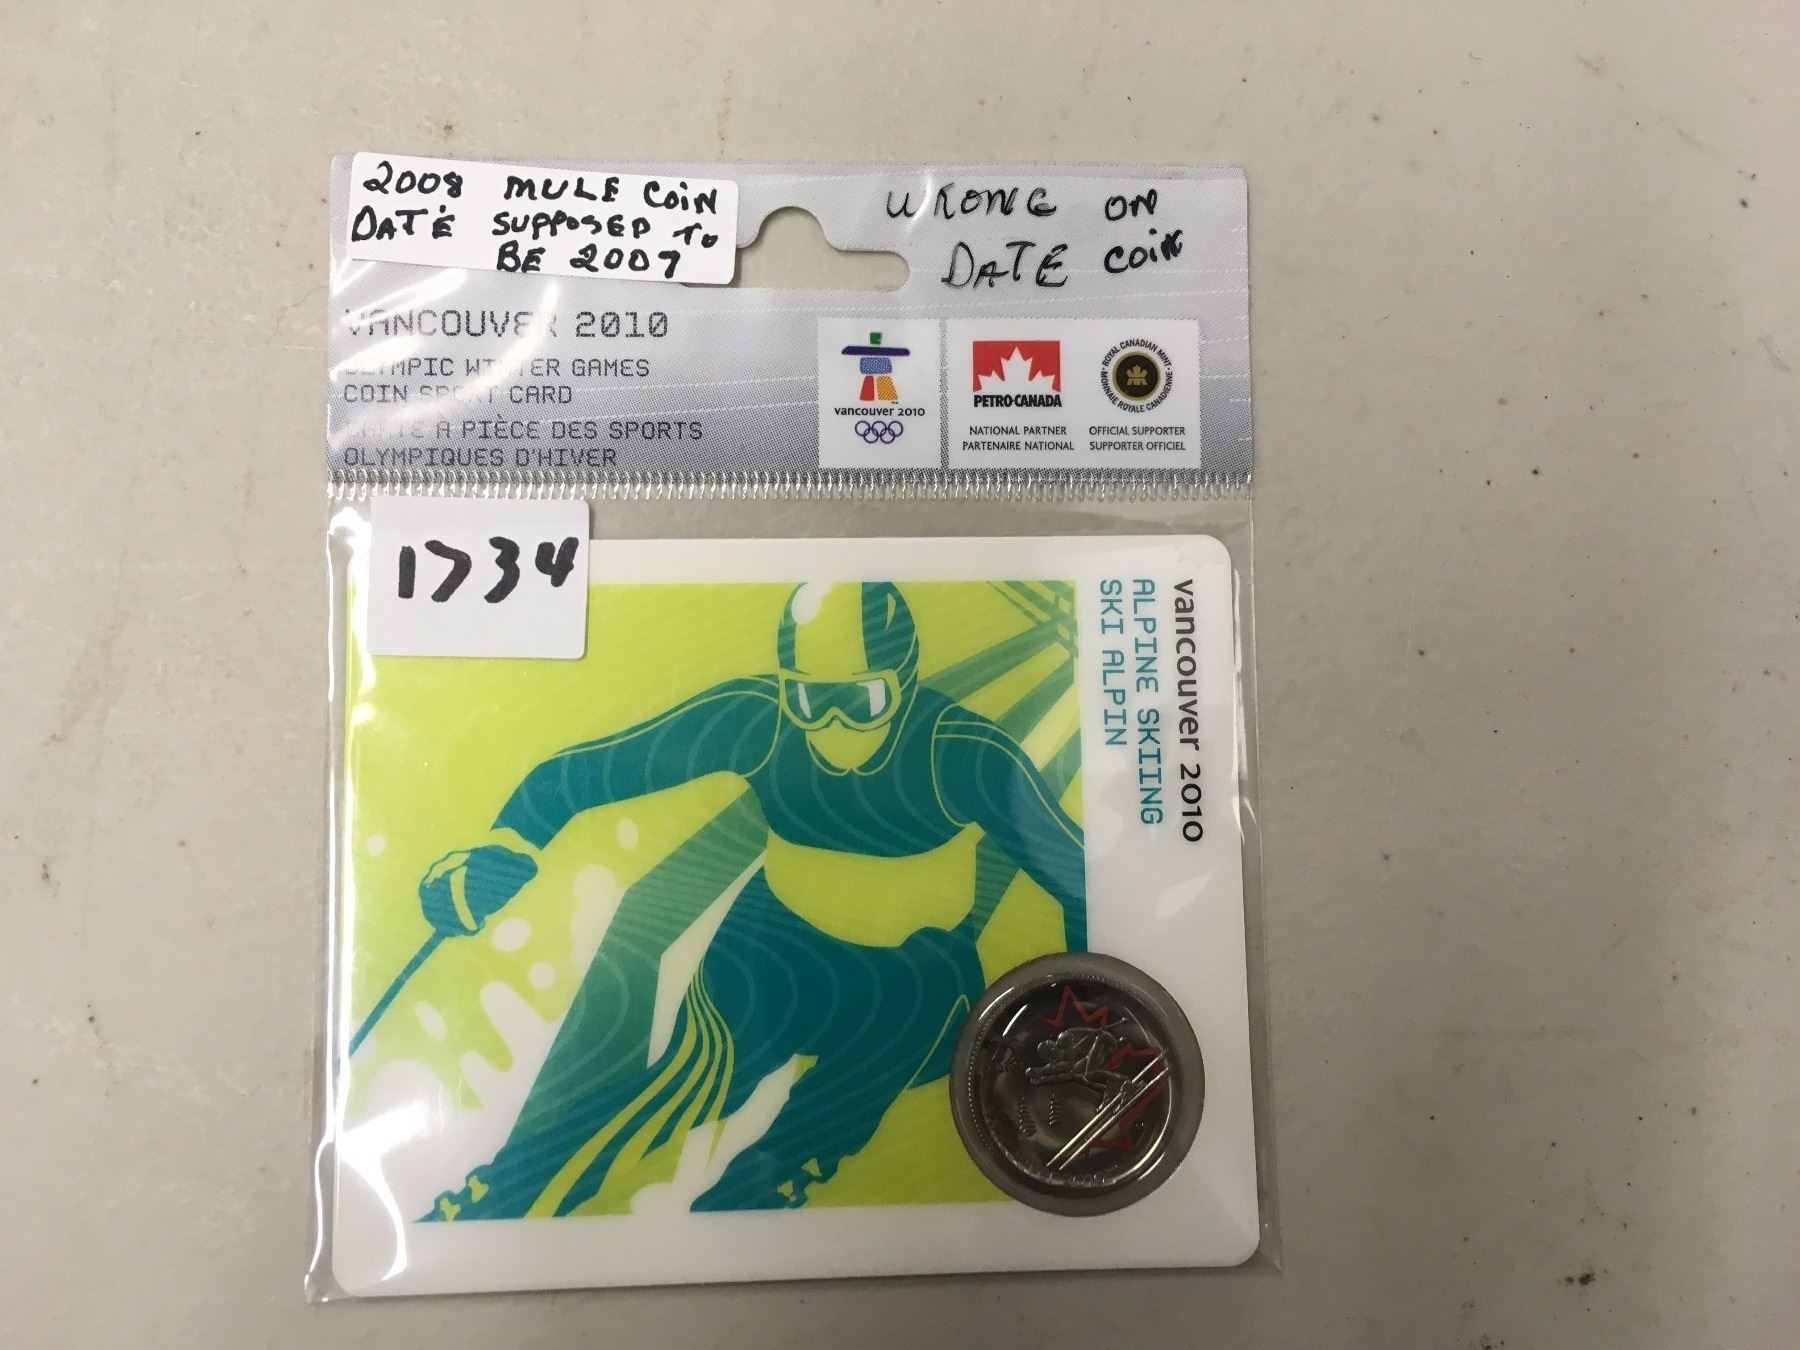 2008 MULE COiN
DATE SUPPOSED TO
BE 2007
WRONG ON
DATE COiN
VANCOUVER 2010
OLYMPIC WINTER GAMES
COIN SPORT CARD
CARTE A PIÈCE DES SPORTS
OLYMPIQUES D'HIVER
vancouver 2010
PETRO-CANADA
NATIONAL PARTNER
PARTENAIRE NATIONAL
ROYAL CANADIAN MINT
MONNAIE ROYALE CANADIENNE
OFFICIAL SUPPORTER
SUPPORTER OFFICIEL
1734
vancouver 2010
ALPINE SKIING
SKI ALPIN